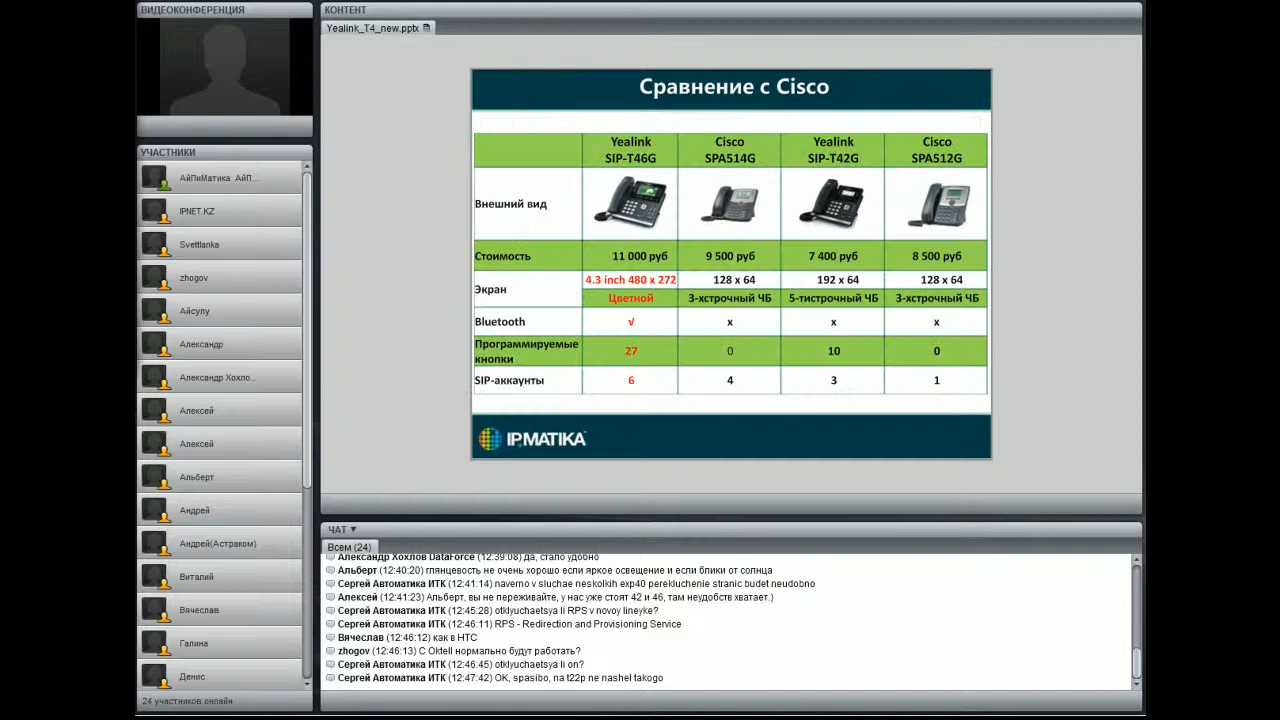 ВИДЕОКОНФЕРЕНЦИЯ
УЧАСТНИКИ
АйПиМатика АйП...
IPNET.KZ
Svettlanka
zhogov
Айсулу
Александр
Александр Хохло...
Алексей
Алексей
Альберт
Андрей
Андрей(Астраком)
Виталий
Вячеслав
Галина
Денис
24 участников онлайн
КОНТЕНТ
Yealink_T4_new.pptx
Сравнение с Cisco
Yealink SIP-T46G
Cisco SPA514G
Yealink SIP-T42G
Cisco SPA512G
Внешний вид
Стоимость 11 000 руб 9 500 руб 7 400 руб 8 500 руб
Экран
4.3 inch 480 x 272 128 x 64 192 x 64 128 x 64
Цветной 3-хстрочный ЧБ 5-тистрочный ЧБ 3-хстрочный ЧБ
Bluetooth √ x x x
Программируемые кнопки 27 0 10 0
SIP-аккаунты 6 4 3 1
IPMATIKA
ЧАТ
Всем (24)
Александр Хохлов DataForce (12:39:08) да, стало удобно
Альберт (12:40:20) глянцевость не очень хорошо если яркое освещение и если блики от солнца
Сергей Автоматика ИТК (12:41:14) naverno v sluchae neskolkih exp40 perekluchenie stranic budet neudobno
Алексей (12:41:23) Альберт, вы не переживайте, у нас уже стоят 42 и 46, там неудобств хватает.)
Сергей Автоматика ИТК (12:45:28) otklyuchaetsya li RPS v novoy lineyke?
Сергей Автоматика ИТК (12:46:11) RPS - Redirection and Provisioning Service
Вячеслав (12:46:12) как в HTC
zhogov (12:46:13) С Oktell нормально будут работать?
Сергей Автоматика ИТК (12:46:45) otklyuchaetsya li on?
Сергей Автоматика ИТК (12:47:42) OK, spasibo, na t22p ne nashel takogo